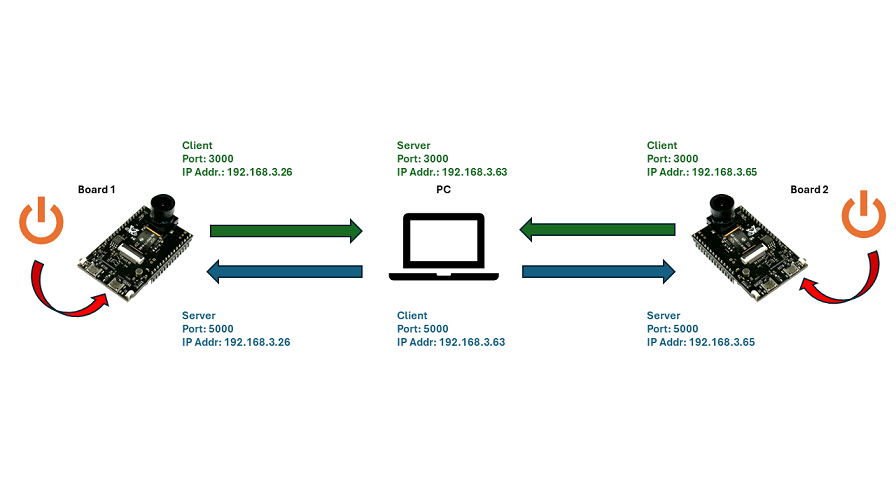 Client
Port: 3000
IP Addr.: 192.168.3.26
Server
Port: 3000
IP Addr.: 192.168.3.63
Client
Port: 3000
IP Addr.: 192.168.3.65
Board 1
PC
Board 2
Server
Port: 5000
IP Addr: 192.168.3.26
Client
Port: 5000
IP Addr: 192.168.3.63
Server
Port: 5000
IP Addr: 192.168.3.65